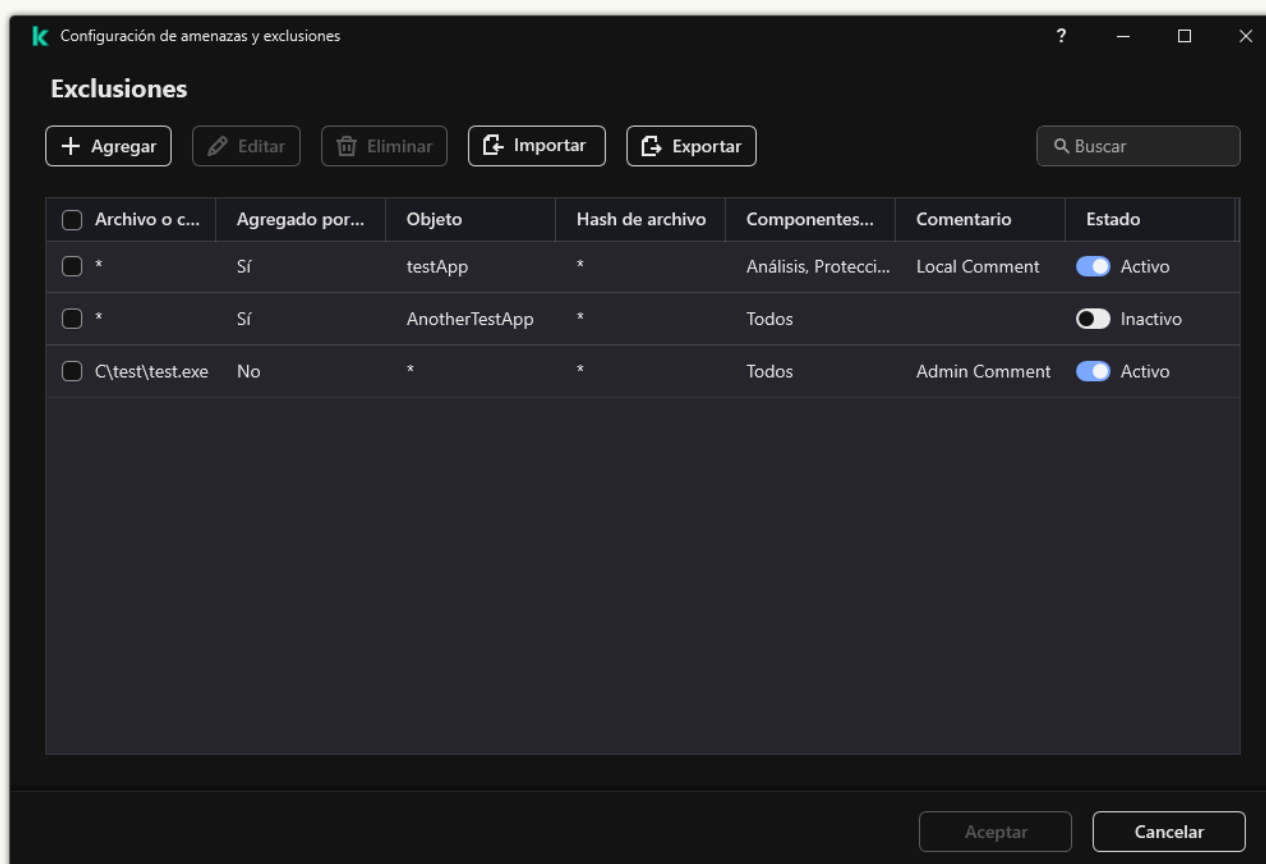 Configuración de amenazas y exclusiones ?
Exclusiones
Agregar Editar Eliminar Importar Exportar Buscar
Archivo o c... Agregado por... Objeto Hash de archivo Componentes... Comentario Estado
* Sí testApp * Análisis, Protecci... Local Comment Activo
* Sí AnotherTestApp * Todos Inactivo
C\test\test.exe No * * Todos Admin Comment Activo
Aceptar Cancelar